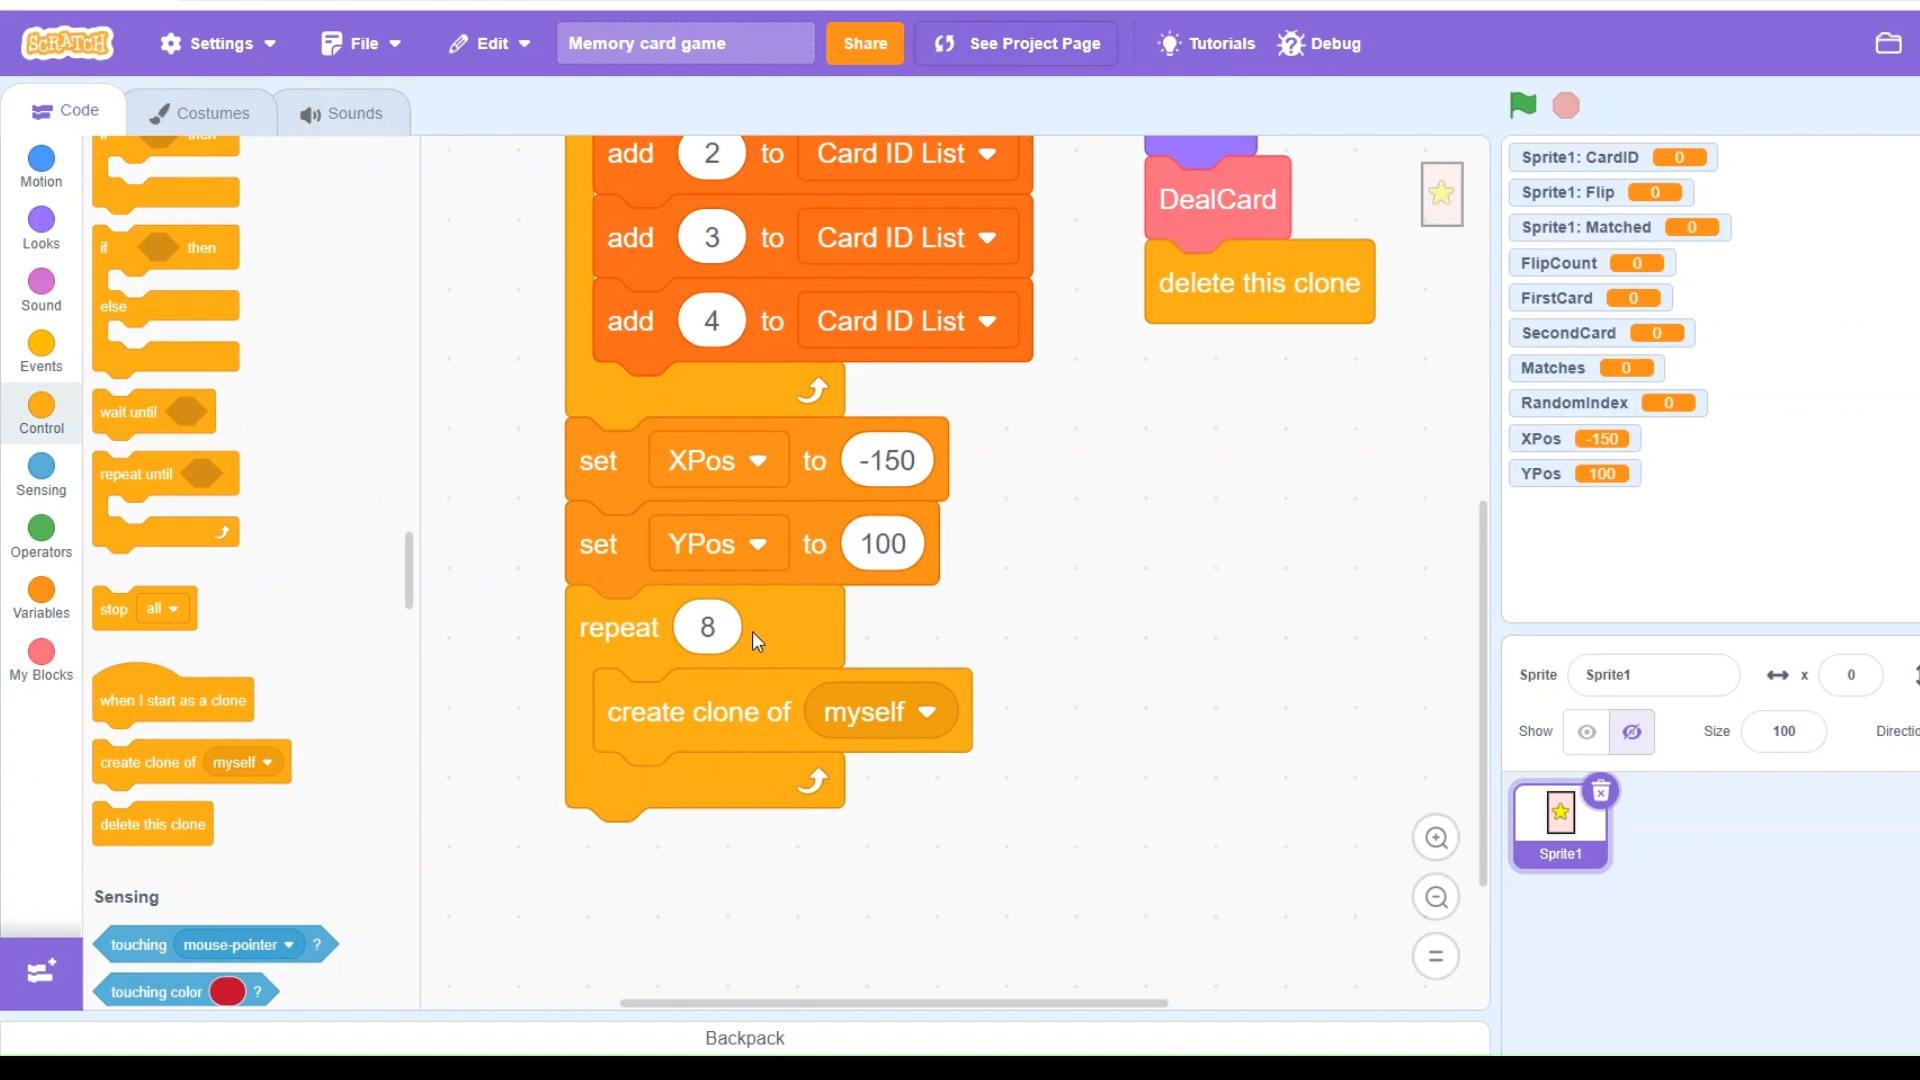 SCRATCH Settings File Edit Memory card game Share See Project Page Tutorials Debug
Code Costumes Sounds
Motion
Looks
Sound
Events
Control
Sensing
Operators
Variables
My Blocks
if then
if then
else
wait until
repeat until
stop all
when I start as a clone
create clone of myself
delete this clone
Sensing
touching mouse-pointer ?
touching color ?
add 2 to Card ID List
add 3 to Card ID List
add 4 to Card ID List
set XPos to -150
set YPos to 100
repeat 8
create clone of myself
DealCard
delete this clone
Sprite1: CardID 0
Sprite1: Flip 0
Sprite1: Matched 0
FlipCount 0
FirstCard 0
SecondCard 0
Matches 0
RandomIndex 0
XPos -150
YPos 100
Sprite Sprite1 x 0
Show Size 100 Directio
Sprite1
Backpack